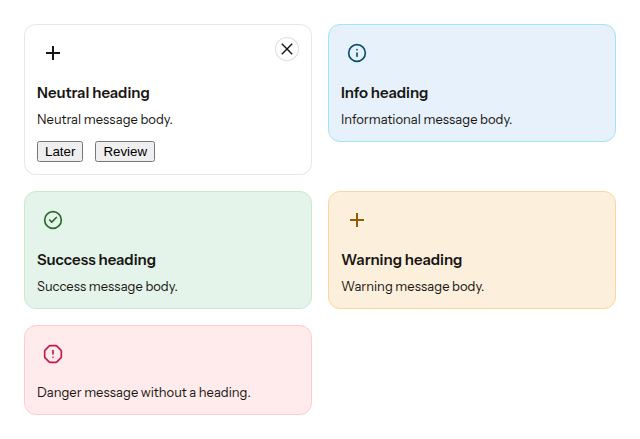 Neutral heading
Neutral message body.
Later Review
Info heading
Informational message body.
Success heading
Success message body.
Warning heading
Warning message body.
Danger message without a heading.